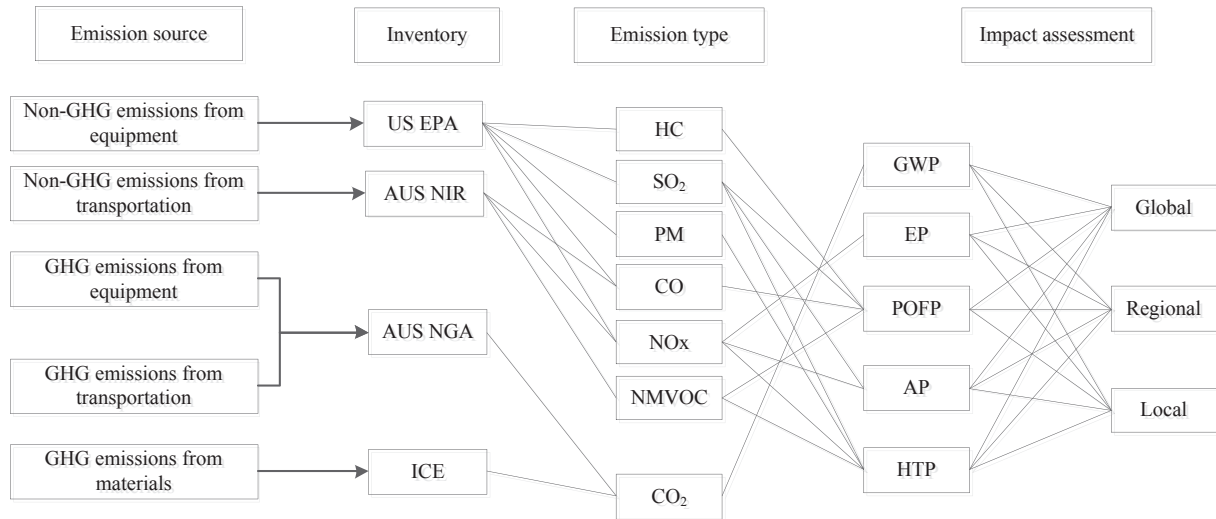 Emission source
Inventory
Emission type
Impact assessment
Non-GHG emissions from
equipment
Non-GHG emissions from
transportation
GHG emissions from
equipment
GHG emissions from
transportation
GHG emissions from
materials
US EPA
AUS NIR
AUS NGA
ICE
HC
SO₂
PM
CO
NOx
NMVOC
CO₂
GWP
EP
POFP
AP
HTP
Global
Regional
Local